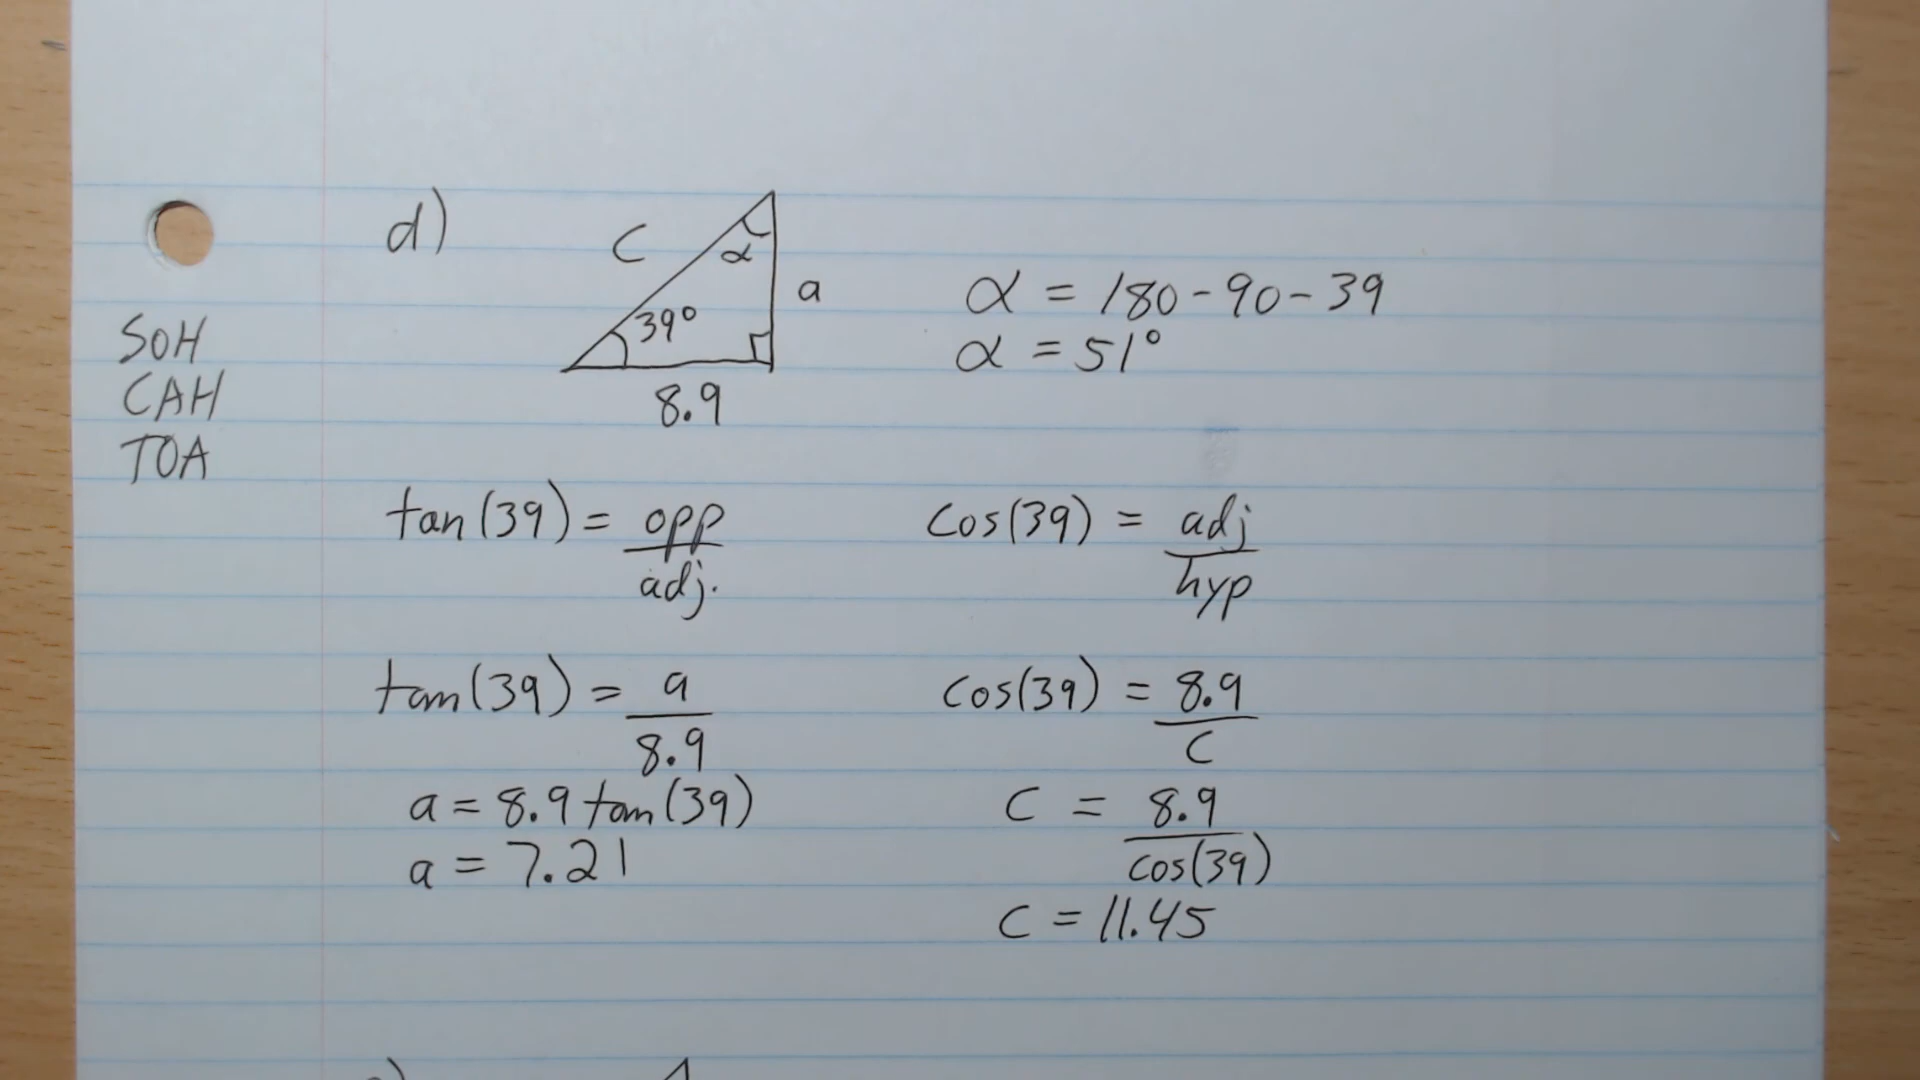 d)
C
α
a
39°
8.9
α = 180 - 90 - 39
α = 51°
SOH
CAH
TOA
tan(39) = opp
adj.
cos(39) = adj
hyp
tan(39) = a
8.9
a = 8.9 tan(39)
a = 7.21
cos(39) = 8.9
C
C = 8.9
cos(39)
C = 11.45